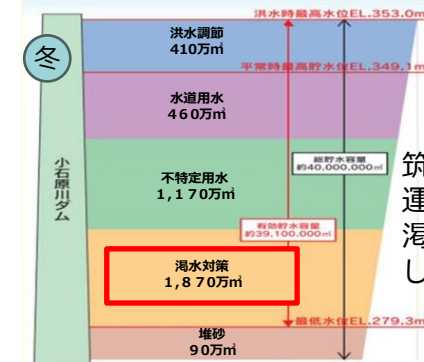 洪水時最高水位EL.353.0m
洪水調節
410万㎥
冬
平常時最高貯水位EL.349.1m
水道用水
460万㎥
小石原川ダム
不特定用水
1,170万㎥
総貯水容量
約40,000,000㎥
筑
運
渇
し
有効貯水容量
約39,100,000㎥
渇水対策
1,870万㎥
最低水位EL.279.3m
堆砂
90万㎥